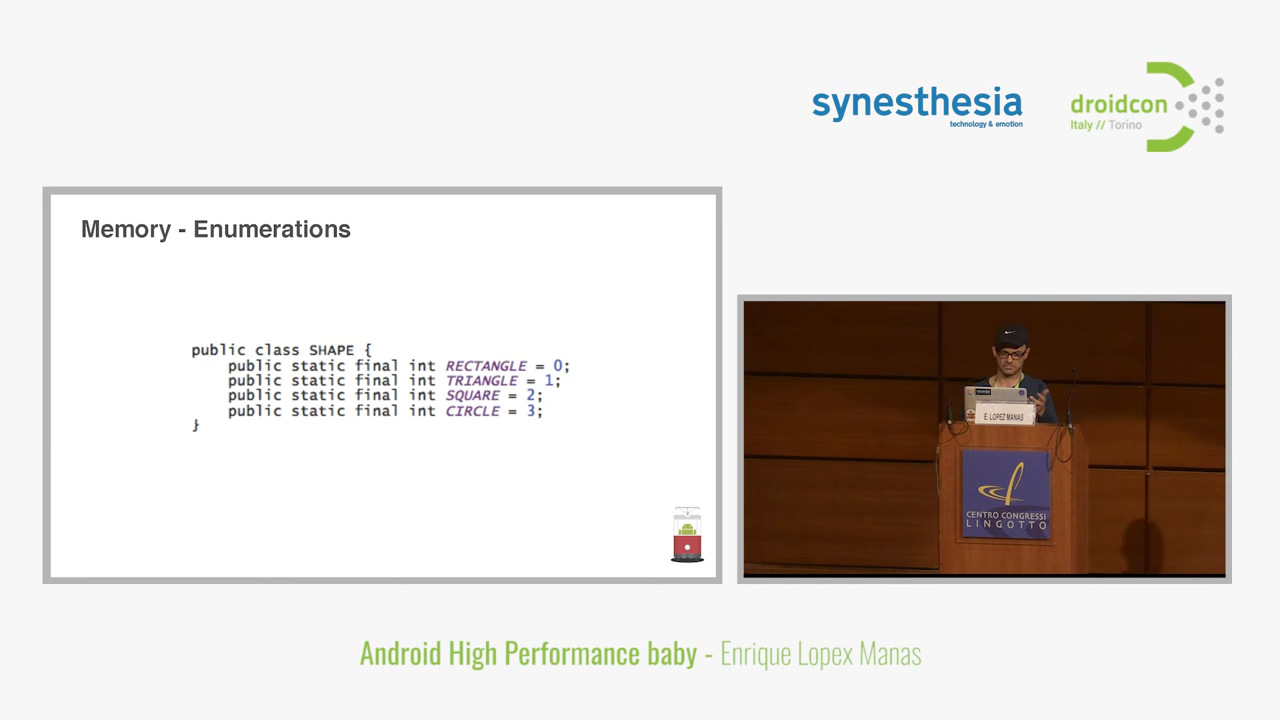 synesthesia
technology & emotion
droidcon
Italy // Torino
Memory - Enumerations
public class SHAPE {
public static final int RECTANGLE = 0;
public static final int TRIANGLE = 1;
public static final int SQUARE = 2;
public static final int CIRCLE = 3;
}
E. LOPEZ MANAS
CENTRO CONGRESSI
LINGOTTO
Android High Performance baby - Enrique Lopex Manas